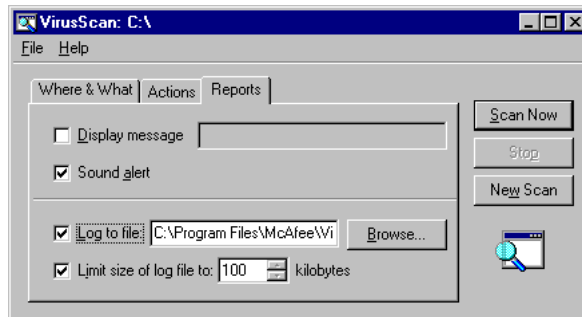 VirusScan: C:\
File Help
Where & What Actions Reports
Display message
Sound alert
Log to file: C:\Program Files\McAfee\Vi Browse...
Limit size of log file to: 100 kilobytes
Scan Now
Stop
New Scan